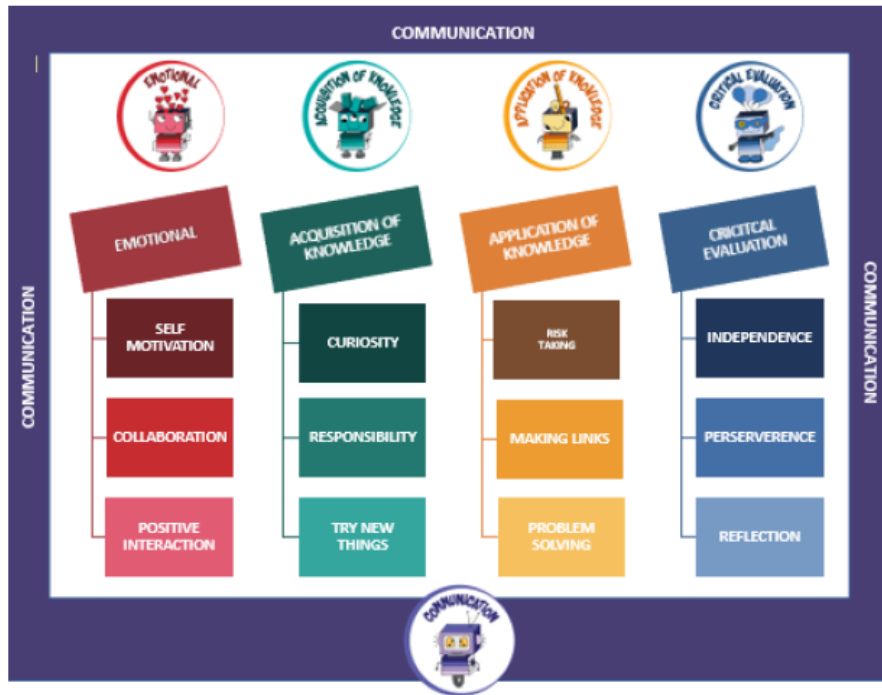 COMMUNICATION
EMOTIONAL
ACQUISITION OF KNOWLEDGE
APPLICATION OF KNOWLEDGE
CRITICAL EVALUATION
COMMUNICATION
COMMUNICATION
EMOTIONAL
ACQUISITION OF
KNOWLEDGE
APPLICATION OF
KNOWLEDGE
CRICITCAL
EVALUATION
SELF
MOTIVATION
CURIOSITY
RISK
TAKING
INDEPENDENCE
COLLABORATION
RESPONSIBILITY
MAKING LINKS
PERSERVERENCE
POSITIVE
INTERACTION
TRY NEW
THINGS
PROBLEM
SOLVING
REFLECTION
COMMUNICATION